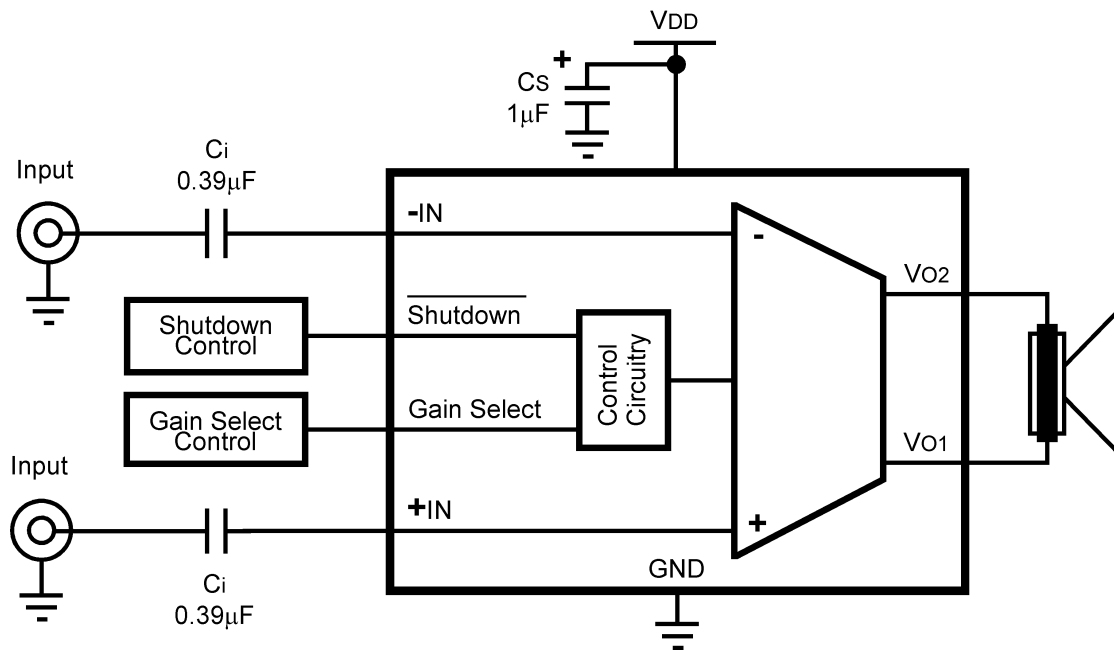 VDD
+
CS
1µF
Ci
0.39µF
Input
-IN
-
VO2
Shutdown
Shutdown
Control
Control
Circuitry
Gain Select
Gain Select
Control
VO1
Input
+IN
+
GND
Ci
0.39µF